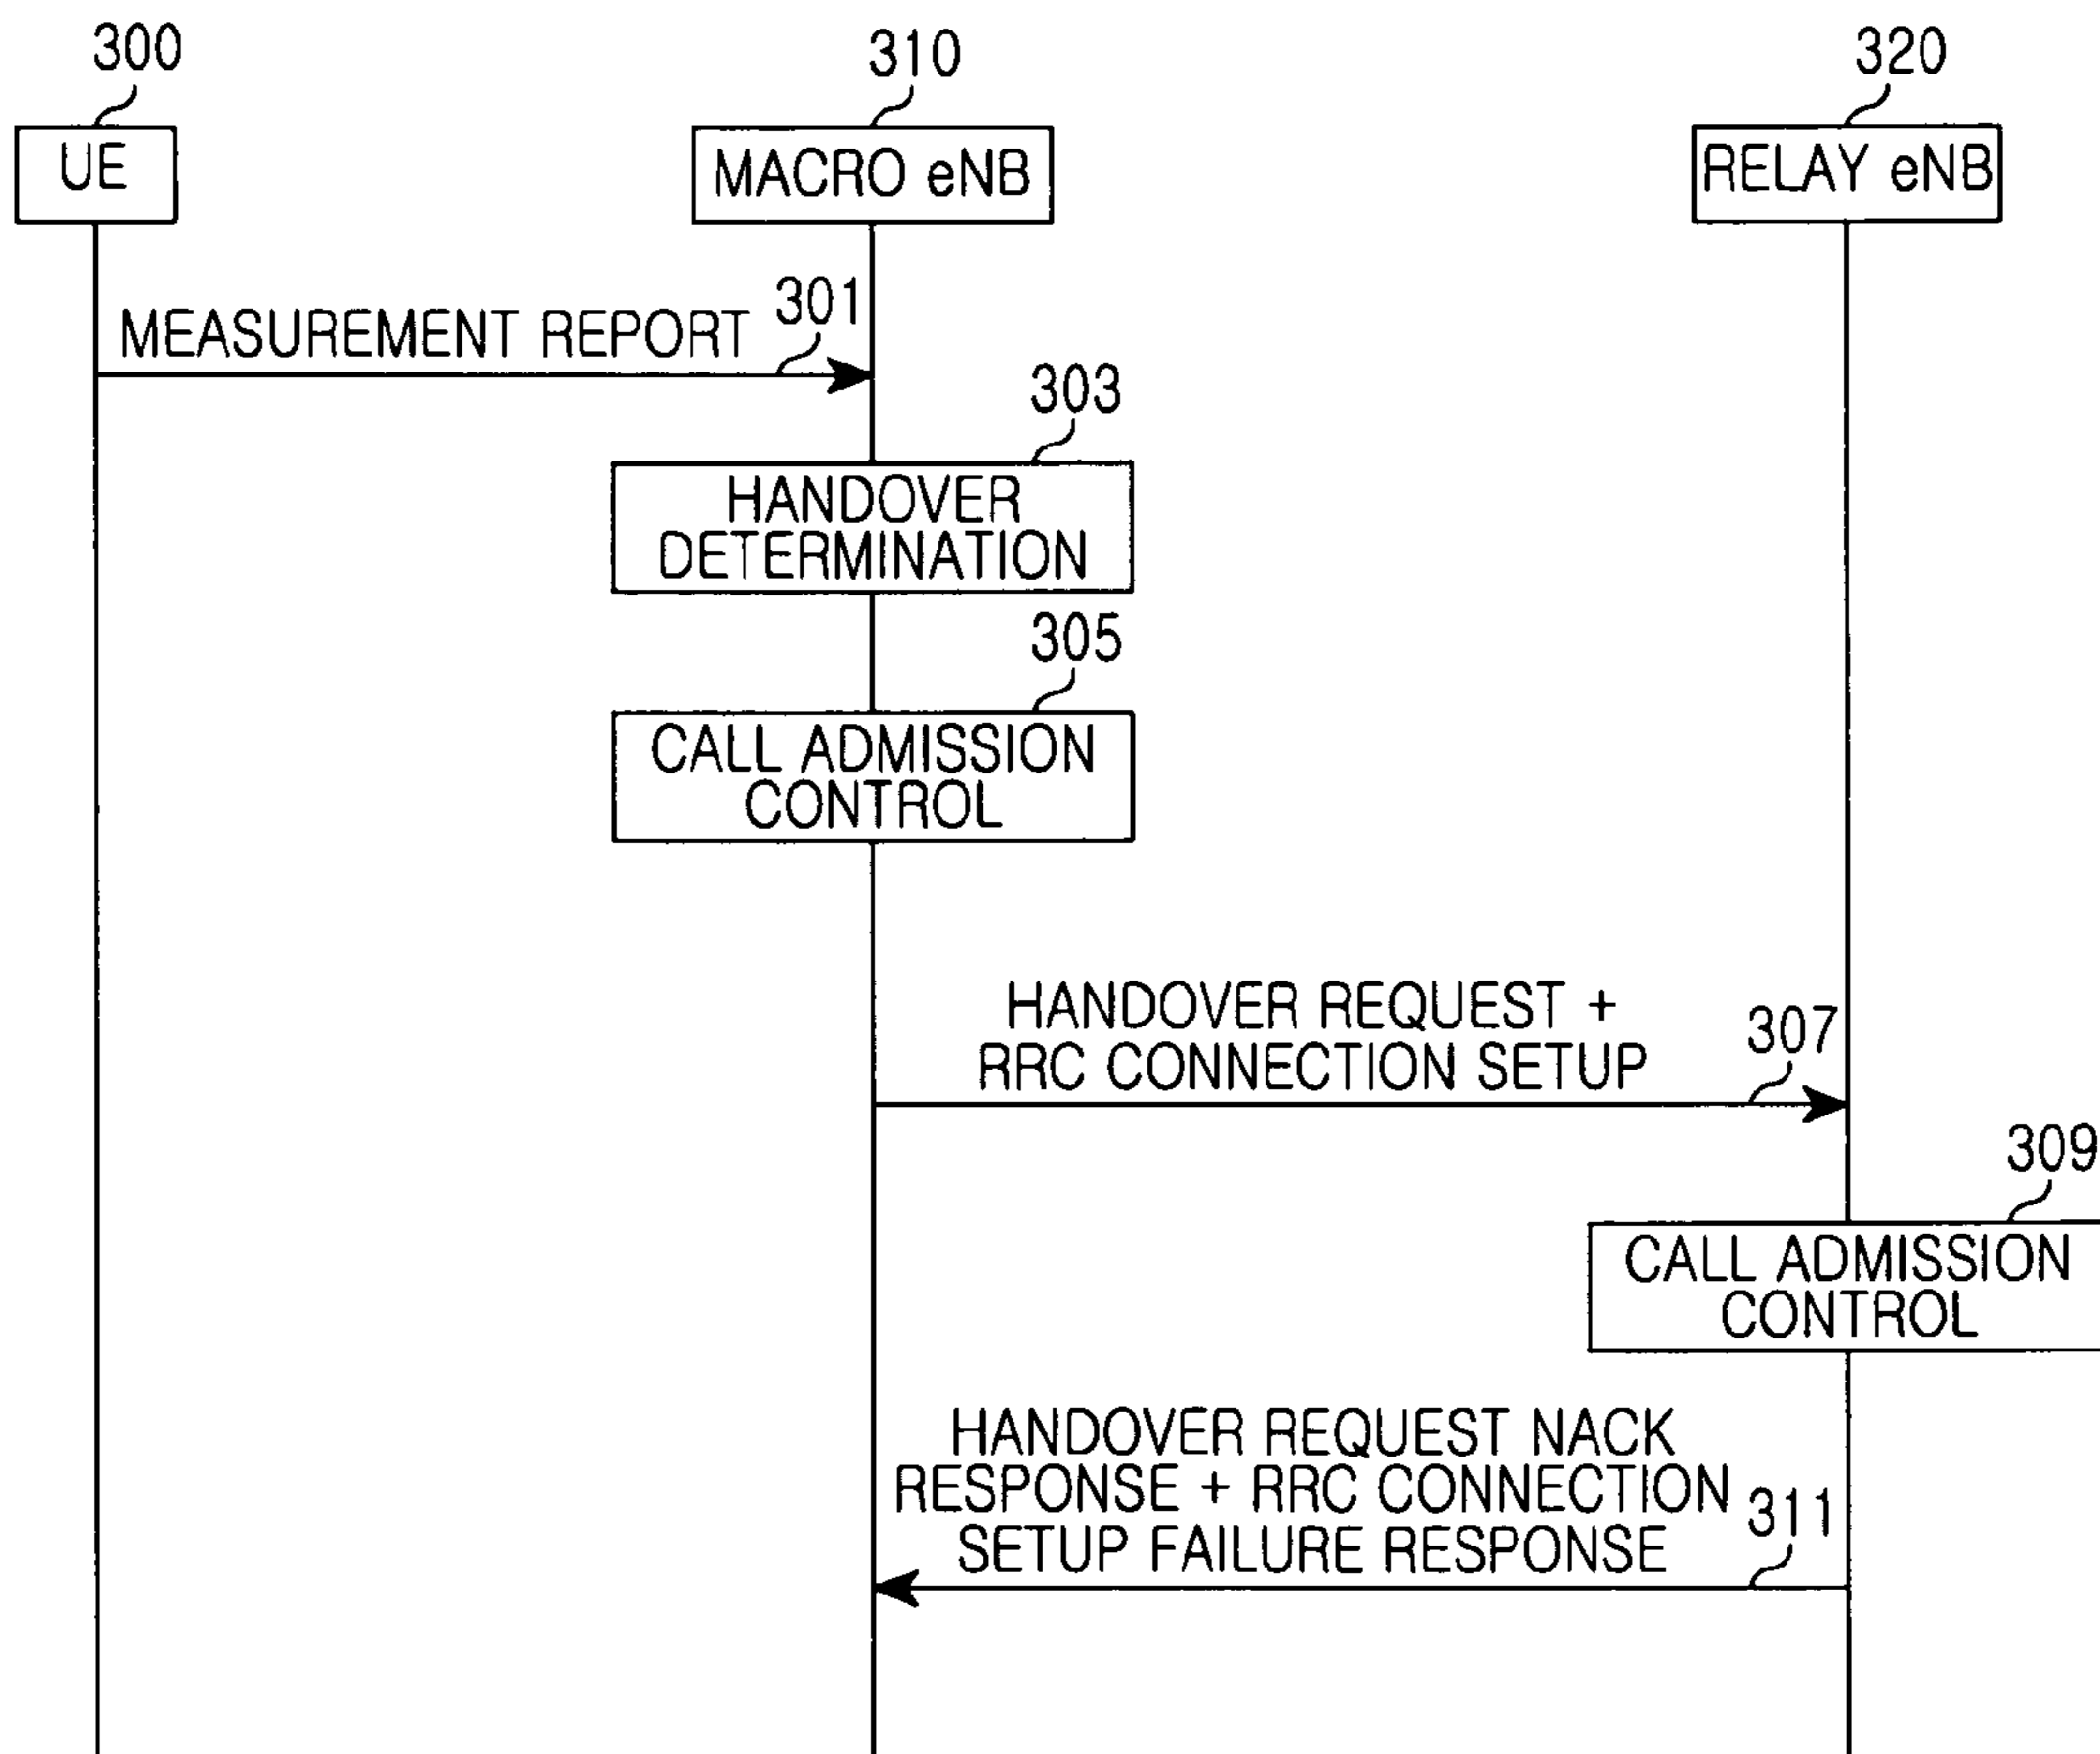 300
310
320
UE
MACRO eNB
RELAY eNB
MEASUREMENT REPORT
301
303
HANDOVER
DETERMINATION
305
CALL ADMISSION
CONTROL
HANDOVER REQUEST +
RRC CONNECTION SETUP
307
309
CALL ADMISSION
CONTROL
HANDOVER REQUEST NACK
RESPONSE + RRC CONNECTION
SETUP FAILURE RESPONSE
311